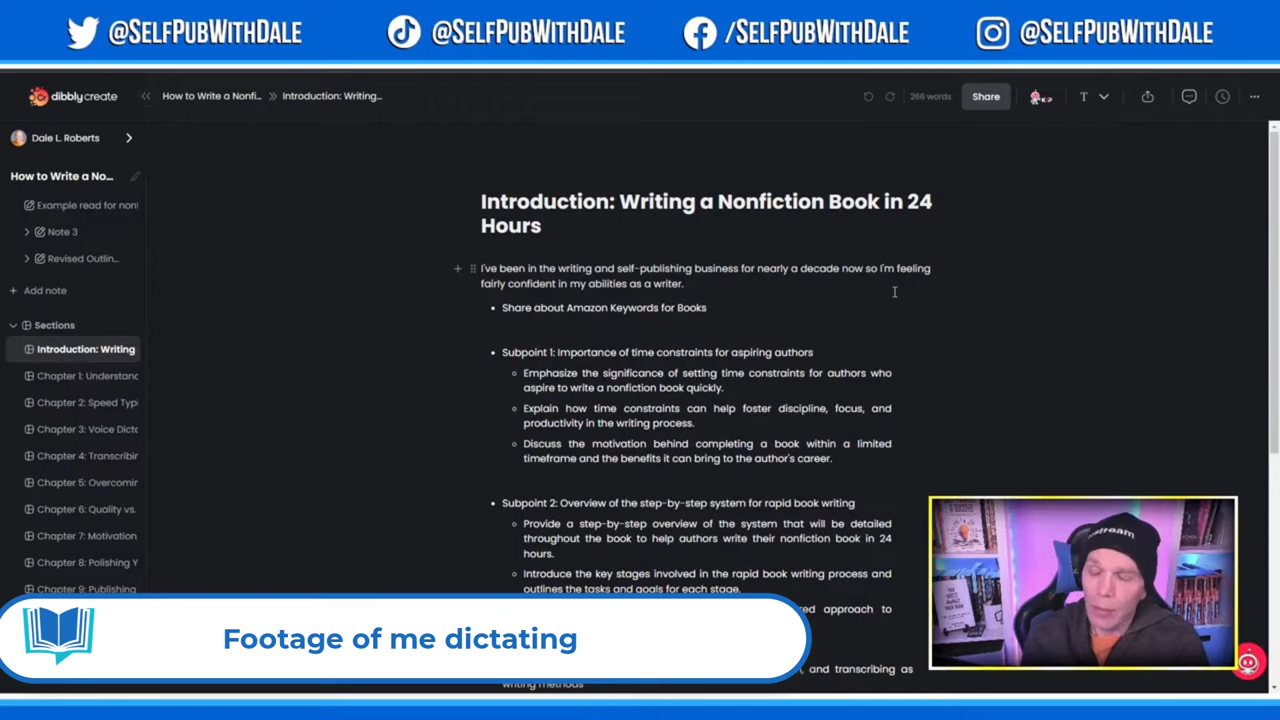 @SELFPUBWITHDALE @SELFPUBWITHDALE /SELFPUBWITHDALE @SELFPUBWITHDALE
dibbly create
How to Write a Nonfi... Introduction: Writing...
266 words
Share
KIP
T
Dale L. Roberts
How to Write a No...
Example read for non
Note 3
Revised Outlin...
+ Add note
Sections
Introduction: Writing
Chapter 1: Understan
Chapter 2: Speed Typi
Chapter 3: Voice Dicta
Chapter 4: Transcribin
Chapter 5: Overcomin
Chapter 6: Quality vs.
Chapter 7: Motivation
Chapter 8: Polishing Y
Chapter 9: Publishing
Introduction: Writing a Nonfiction Book in 24
Hours
I've been in the writing and self-publishing business for nearly a decade now so I'm feeling
fairly confident in my abilities as a writer.
• Share about Amazon Keywords for Books
• Subpoint 1: Importance of time constraints for aspiring authors
Emphasize the significance of setting time constraints for authors who
aspire to write a nonfiction book quickly.
Explain how time constraints can help foster discipline, focus, and
productivity in the writing process.
Discuss the motivation behind completing a book within a limited
timeframe and the benefits it can bring to the author's career.
• Subpoint 2: Overview of the step-by-step system for rapid book writing
Provide a step-by-step overview of the system that will be detailed
throughout the book to help authors write their nonfiction book in 24
hours.
Introduce the key stages involved in the rapid book writing process and
outlines the tasks and goals for each stage.
approach to
, and transcribing as
writing methods
Footage of me dictating